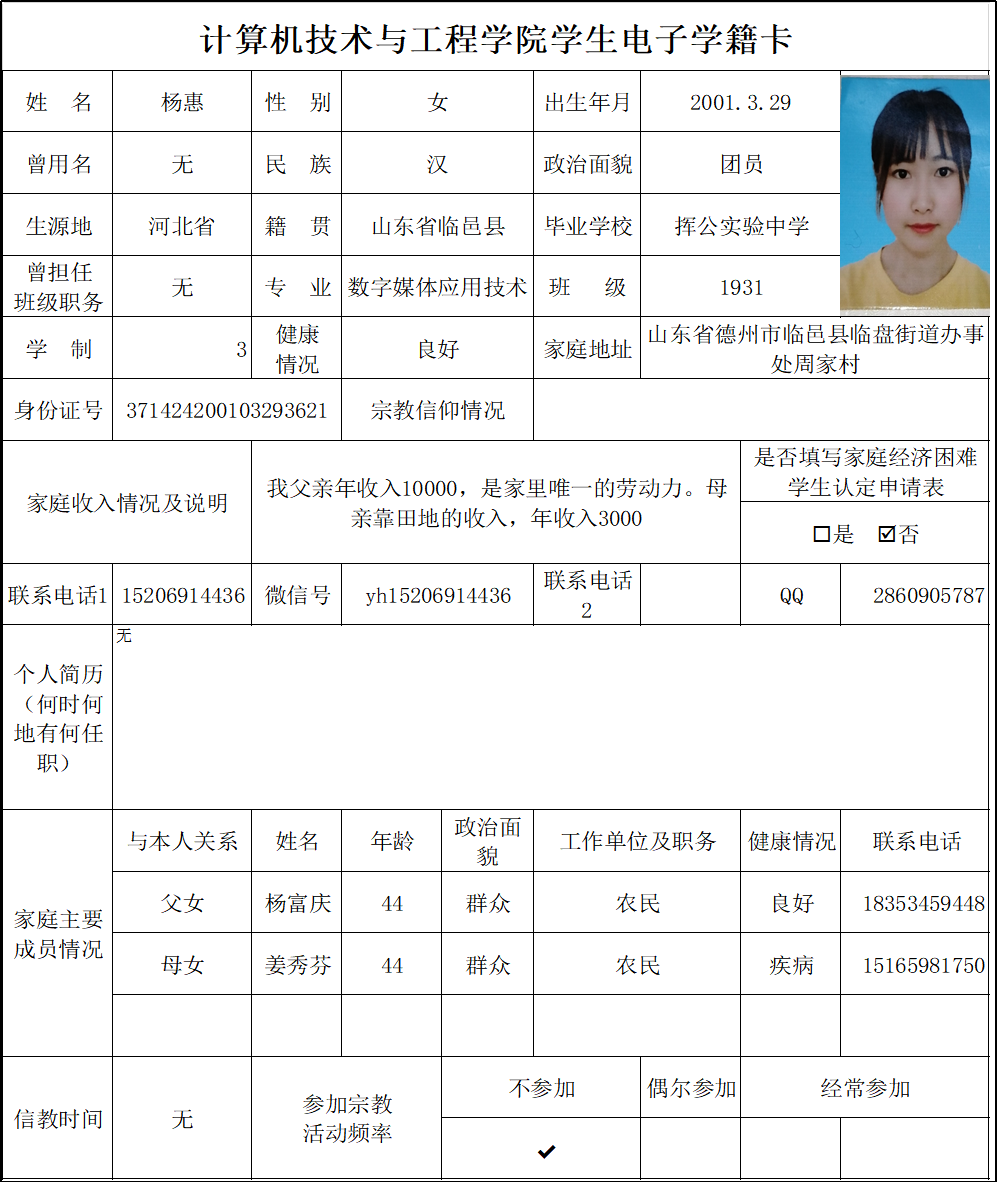 计算机技术与工程学院学生电子学籍卡
姓 名 杨惠 性 别 女 出生年月 2001.3.29
曾用名 无 民 族 汉 政治面貌 团员
生源地 河北省 籍 贯 山东省临邑县 毕业学校 挥公实验中学
曾担任
班级职务 无 专 业 数字媒体应用技术 班 级 1931
学 制 3 健康
情况 良好 家庭地址 山东省德州市临邑县临盘街道办事
处周家村
身份证号 371424200103293621 宗教信仰情况
家庭收入情况及说明
我父亲年收入10000，是家里唯一的劳动力。母
亲靠田地的收入，年收入3000
是否填写家庭经济困难
学生认定申请表
☐是 ☑否
联系电话1 15206914436 微信号 yh15206914436 联系电话
2 QQ 2860905787
个人简历
（何时何
地有何任
职）
无
家庭主要
成员情况
与本人关系 姓名 年龄 政治面
貌 工作单位及职务 健康情况 联系电话
父女 杨富庆 44 群众 农民 良好 18353459448
母女 姜秀芬 44 群众 农民 疾病 15165981750
信教时间 无 参加宗教
活动频率 不参加 偶尔参加 经常参加
✔